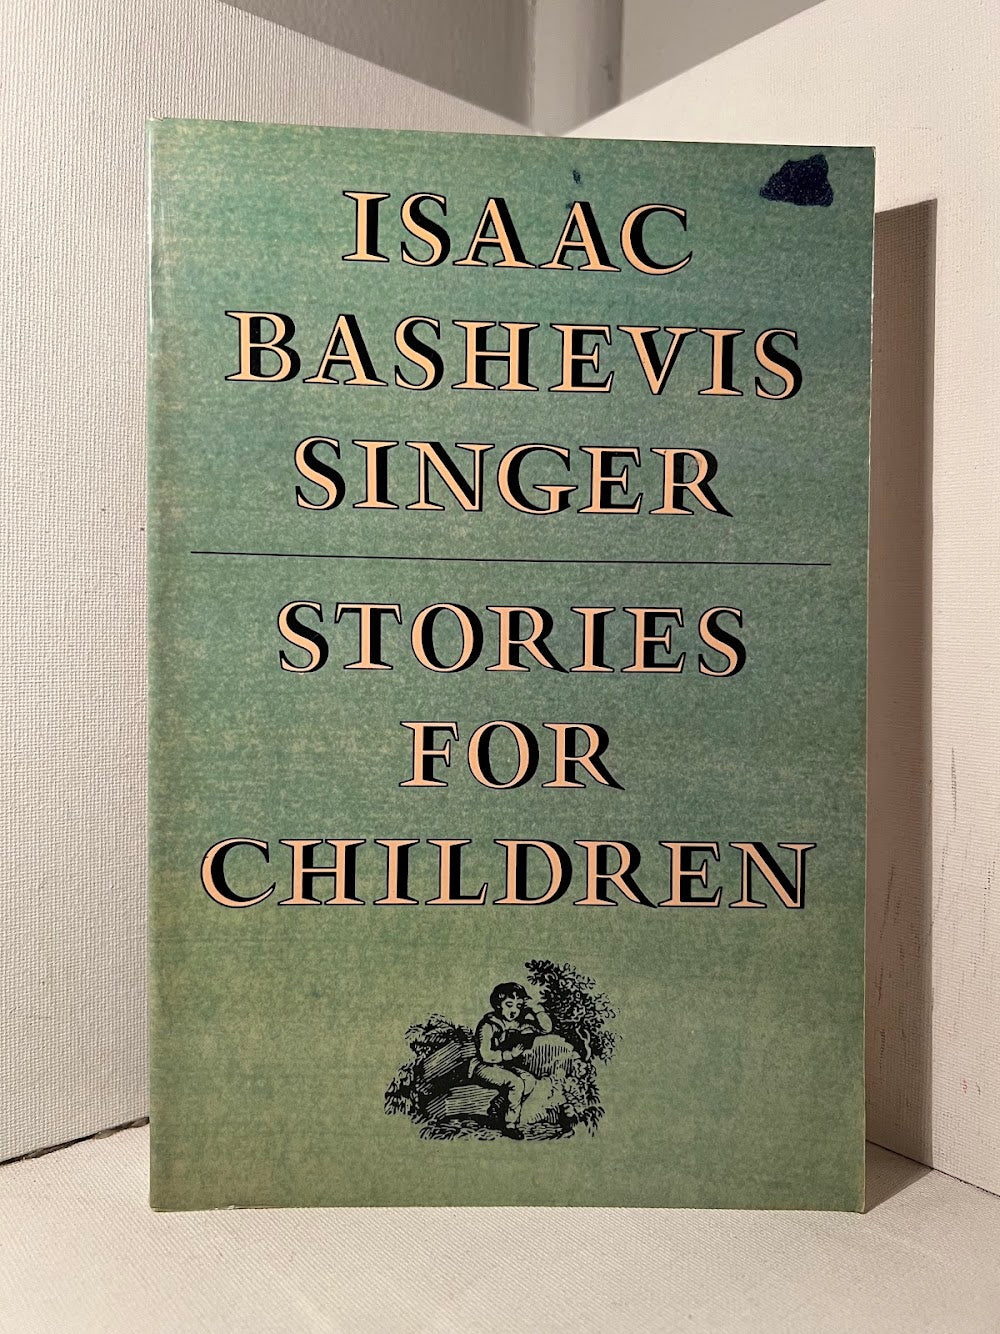 ISAAC
BASHEVIS
SINGER
STORIES
FOR
CHILDREN